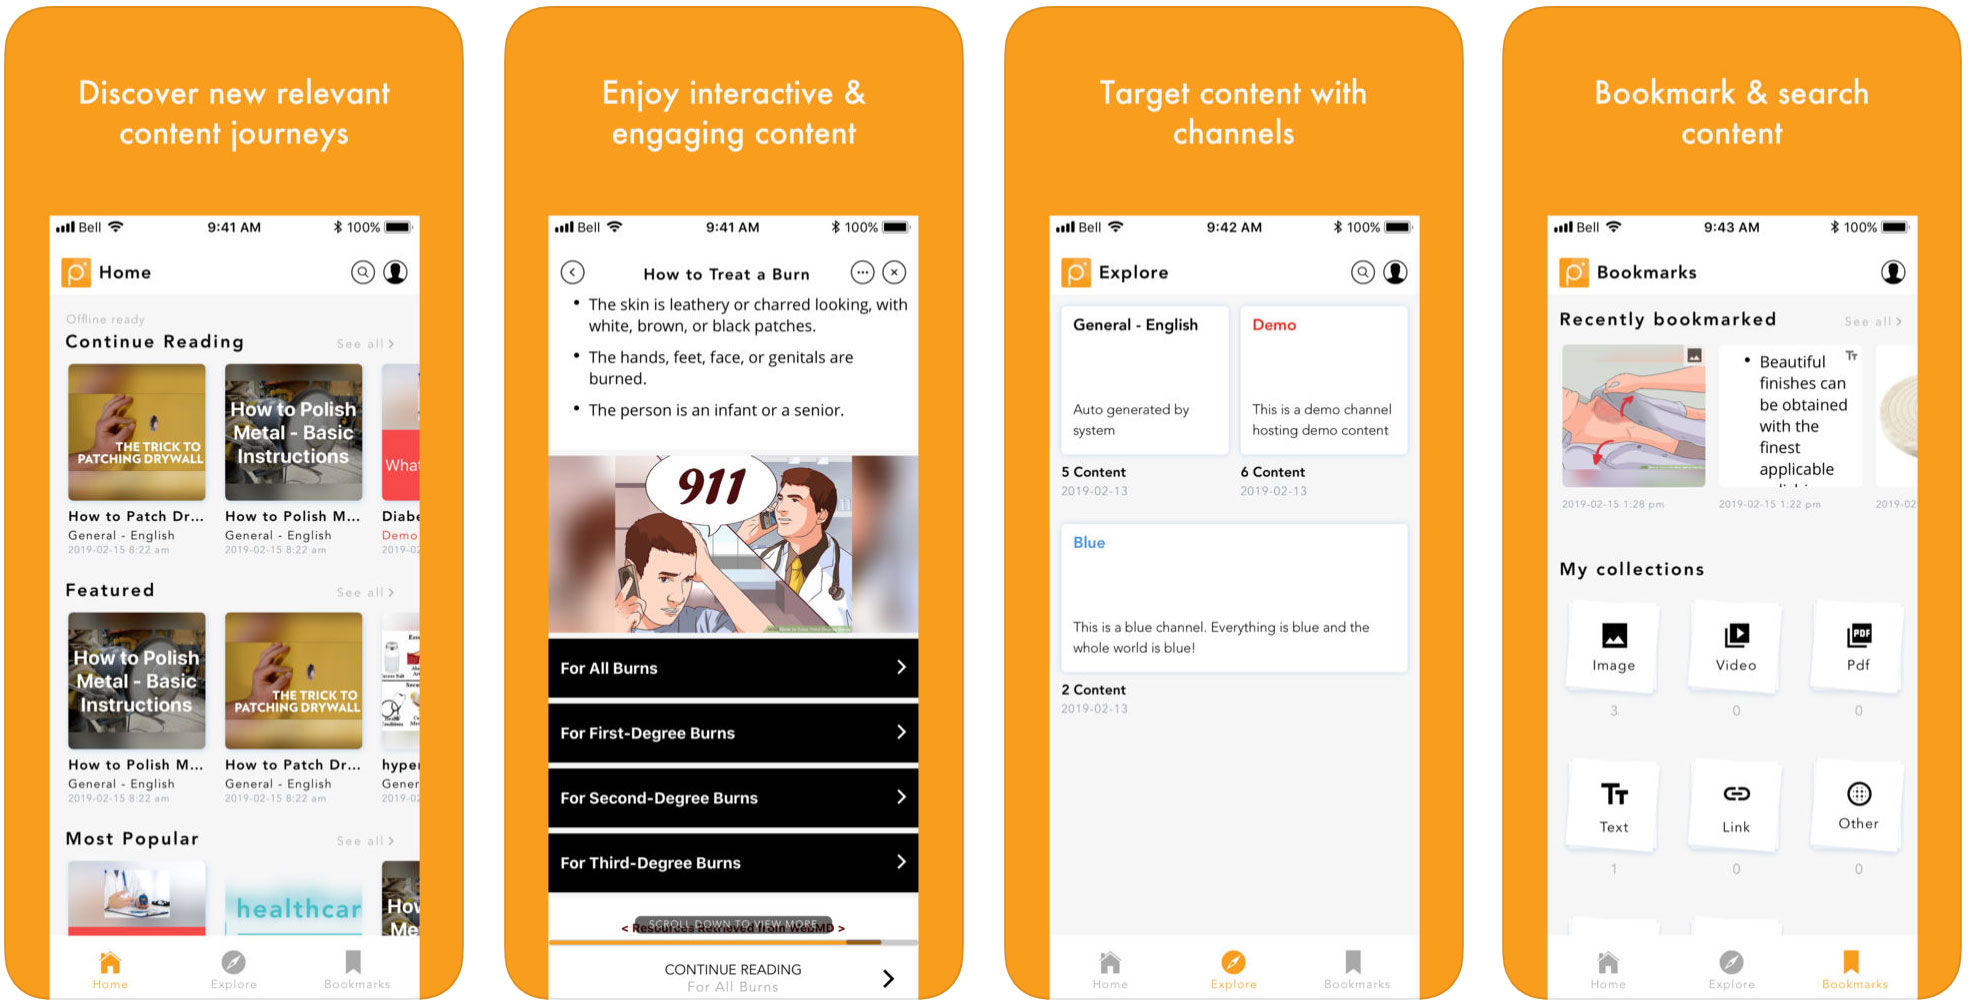 Discover new relevant
content journeys
Bell 9:41 AM 100%
Home
Offline ready
Continue Reading See all >
THE TRICK TO
PATCHING DRYWALL
How to Polish
Metal - Basic
Instructions
What
How to Patch Dr... How to Polish M... Diabe
General - English General - English Demo
2019-02-15 8:22 am 2019-02-15 8:22 am 2019-02
Featured See all >
How to Polish
Metal - Basic
Instructions
THE TRICK TO
PATCHING DRYWALL
How to Polish M... How to Patch Dr... hyper
General - English General - English Gener
2019-02-15 8:22 am 2019-02-15 8:22 am 2019-02
Most Popular See all >
healthcar
How
Me
Home Explore Bookmarks
Enjoy interactive &
engaging content
Bell 9:41 AM 100%
How to Treat a Burn
• The skin is leathery or charred looking, with
white, brown, or black patches.
• The hands, feet, face, or genitals are
burned.
• The person is an infant or a senior.
911
For All Burns
For First-Degree Burns
For Second-Degree Burns
For Third-Degree Burns
SCROLL DOWN TO VIEW MORE
< Resources Retrieved from WebMD >
CONTINUE READING
For All Burns
Target content with
channels
Bell 9:42 AM 100%
Explore
General - English
Auto generated by
system
5 Content
2019-02-13
Demo
This is a demo channel
hosting demo content
6 Content
2019-02-13
Blue
This is a blue channel. Everything is blue and the
whole world is blue!
2 Content
2019-02-13
Home Explore Bookmarks
Bookmark & search
content
Bell 9:43 AM 100%
Bookmarks
Recently bookmarked See all >
• Beautiful
finishes can
be obtained
with the
finest
applicable
2019-02-15 1:28 pm 2019-02-15 1:22 pm 2019-02
My collections
Image Video PDF Pdf
3 0 0
Text Link Other
1 0 0
Home Explore Bookmarks